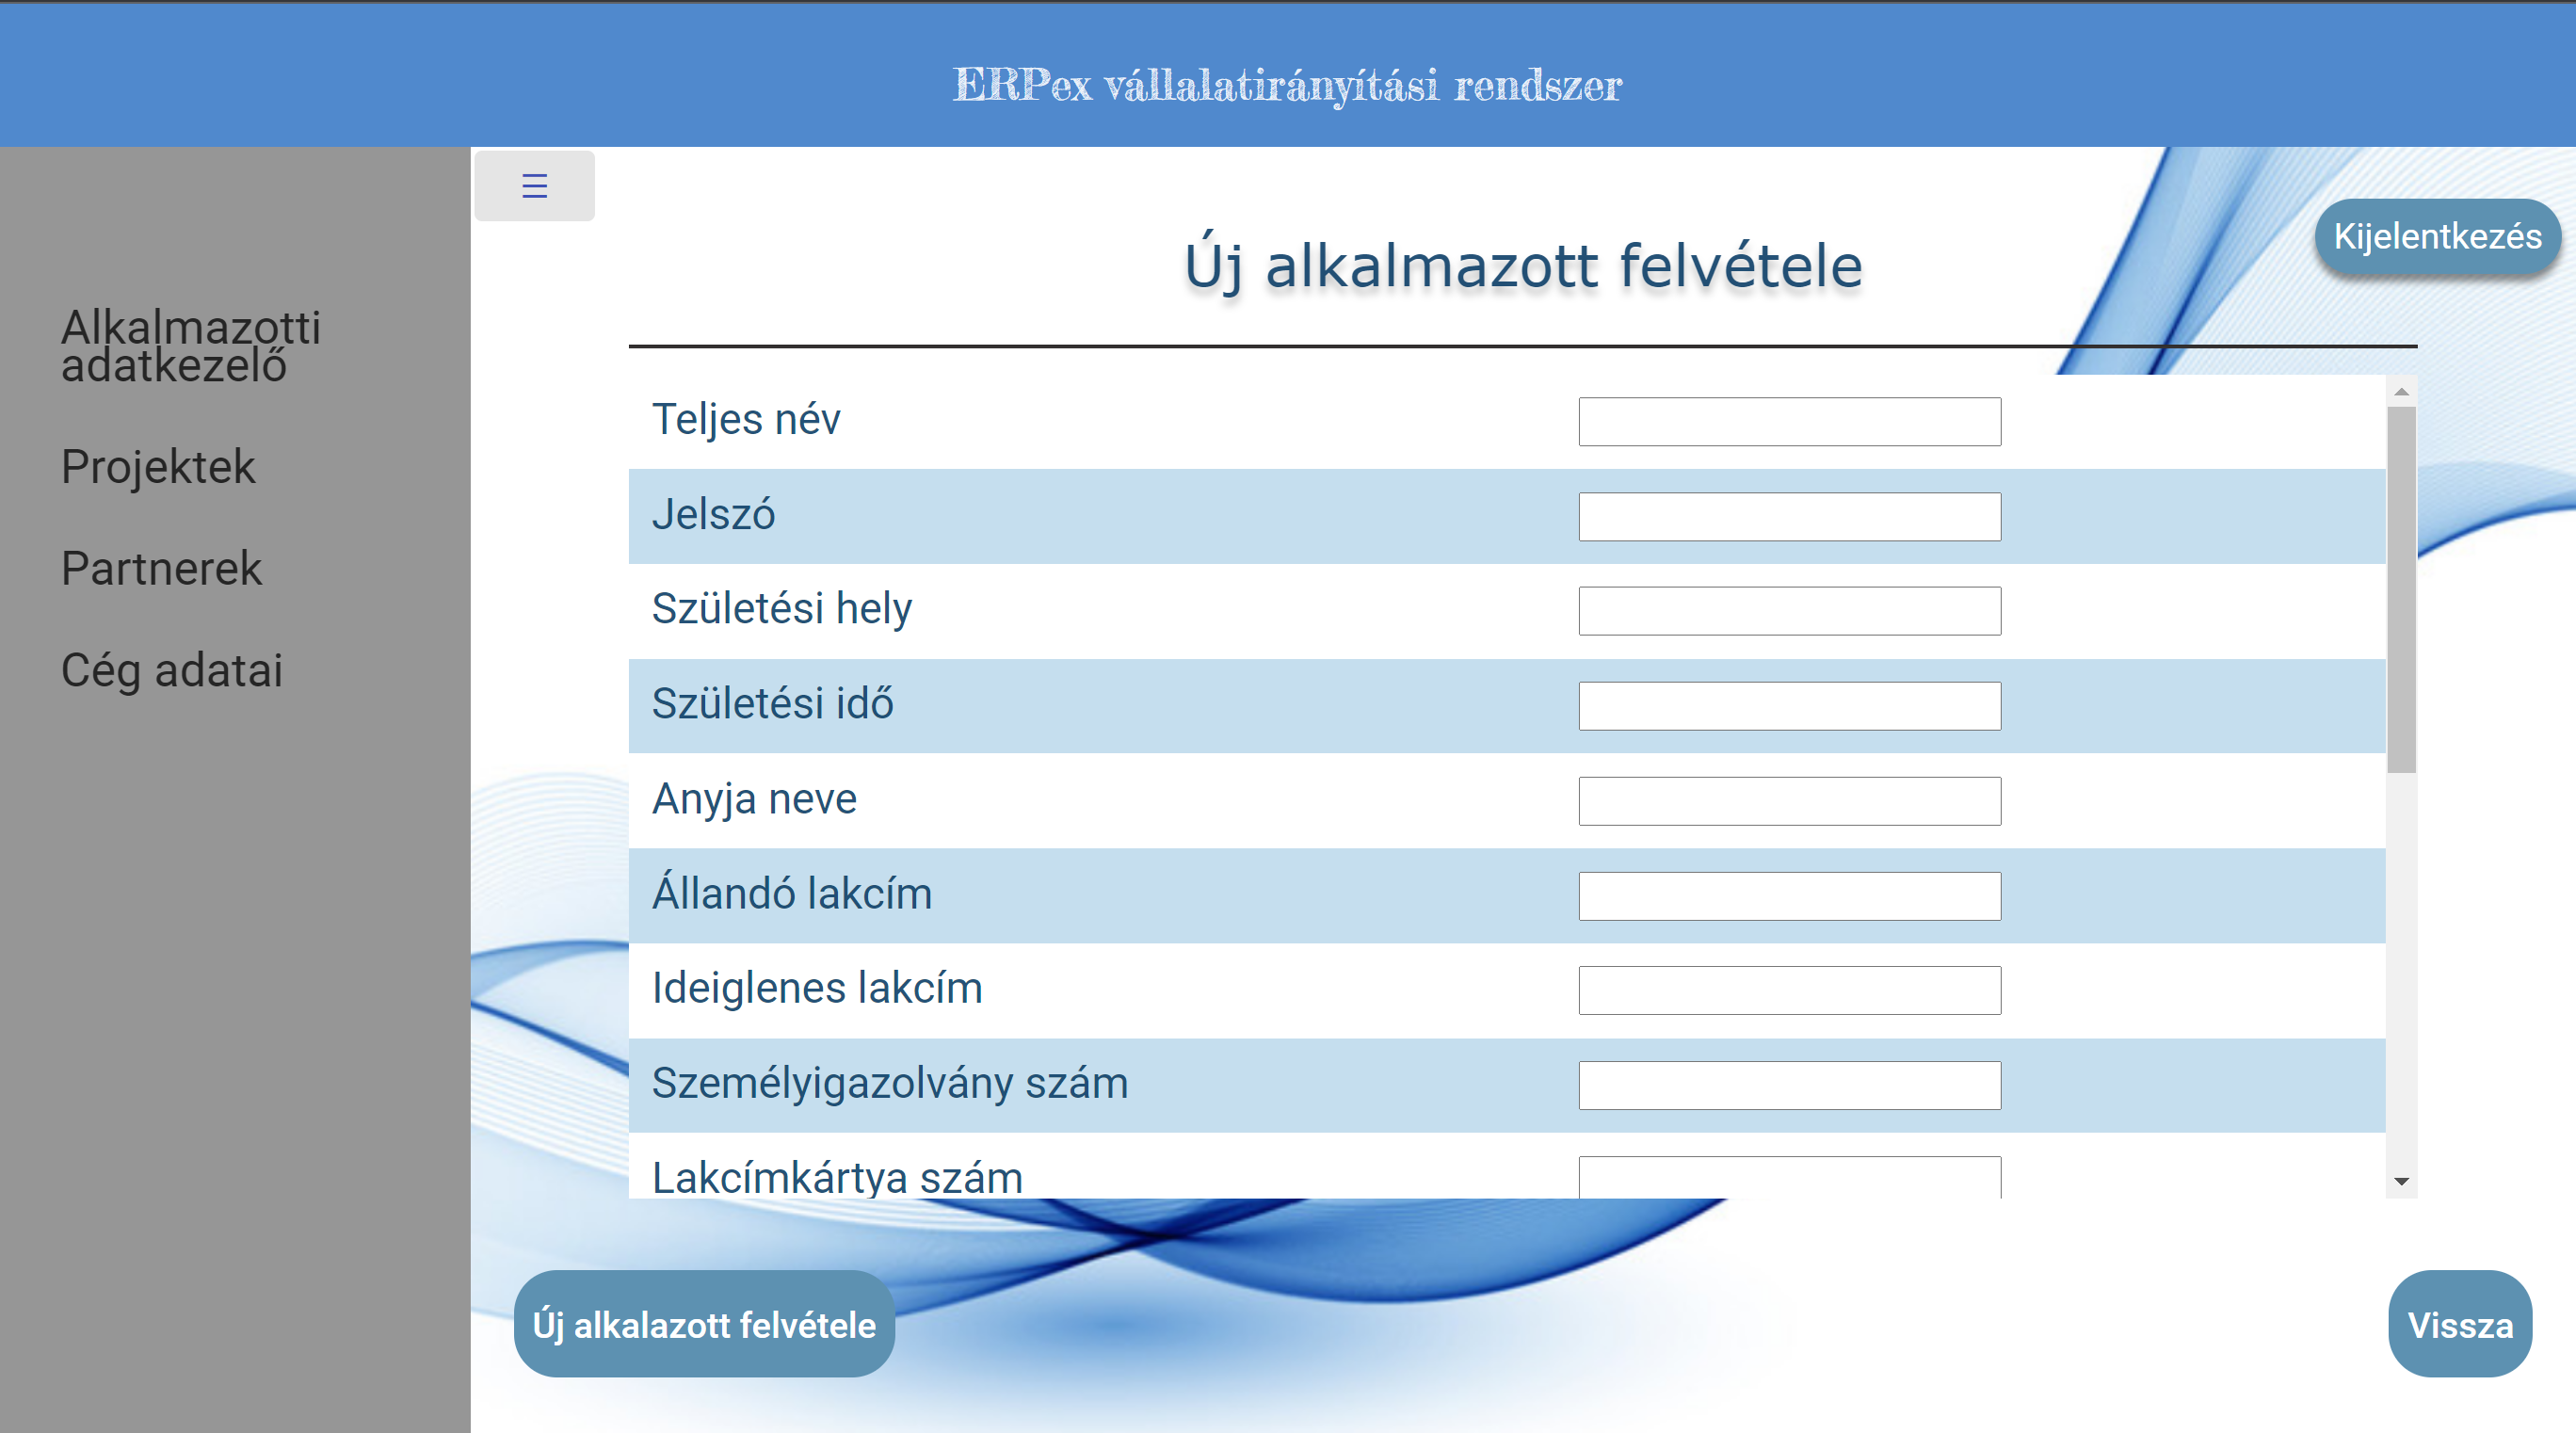 ERPex vállalatirányítási rendszer
☰
Kijelentkezés
Új alkalmazott felvétele
Alkalmazotti
adatkezelő
Projektek
Partnerek
Cég adatai
Teljes név
Jelszó
Születési hely
Születési idő
Anyja neve
Állandó lakcím
Ideiglenes lakcím
Személyigazolvány szám
Lakcímkártya szám
Új alkalazott felvétele
Vissza